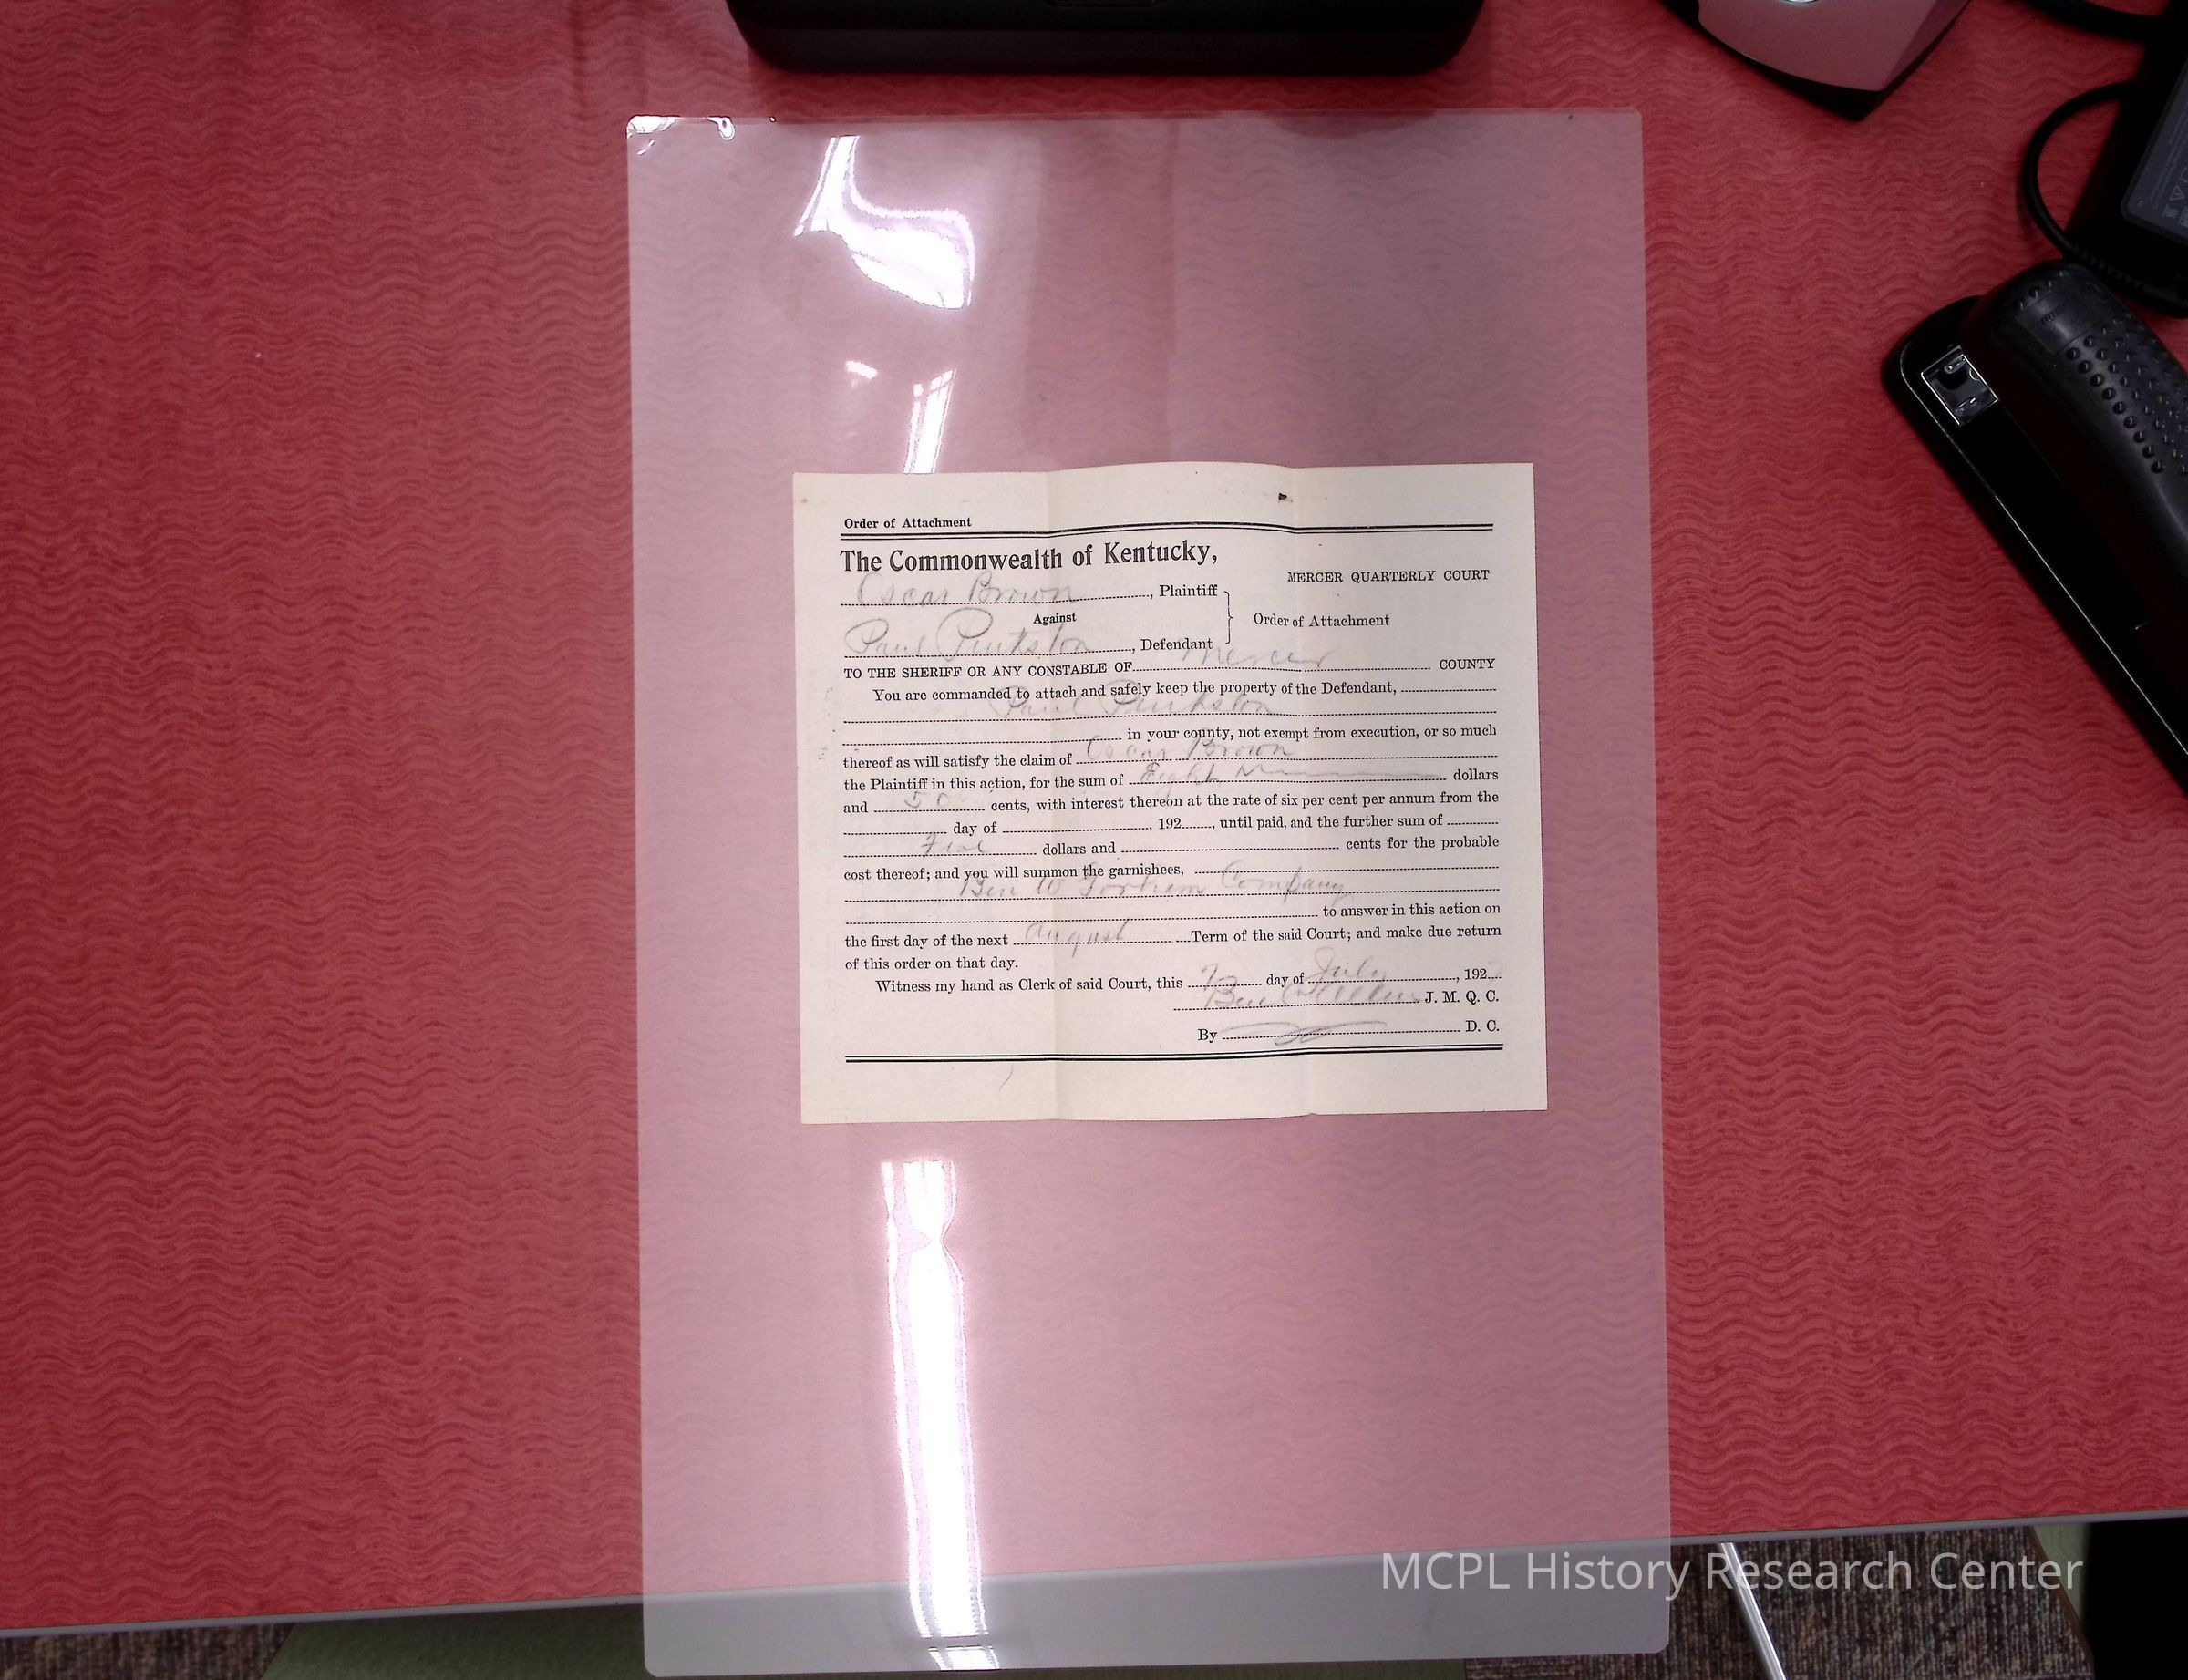 Order of Attachment
The Commonwealth of Kentucky,
MERCER QUARTERLY COURT
Oscar Brown, Plaintiff
Against
Order of Attachment
Paul Pinkston, Defendant
TO THE SHERIFF OR ANY CONSTABLE OF Mercer COUNTY
You are commanded to attach and safely keep the property of the Defendant,
Paul Pinkston
in your county, not exempt from execution, or so much
thereof as will satisfy the claim of Oscar Brown
the Plaintiff in this action, for the sum of Eight dollars
and 50 cents, with interest thereon at the rate of six per cent per annum from the
day of , 192 , until paid, and the further sum of
Five dollars and cents for the probable
cost thereof; and you will summon the garnishees,
Ben W Company
to answer in this action on
the first day of the next August Term of the said Court; and make due return
of this order on that day.
Witness my hand as Clerk of said Court, this day of July, 192
Ben J. M. Q. C.
By D. C.
MCPL History Research Center